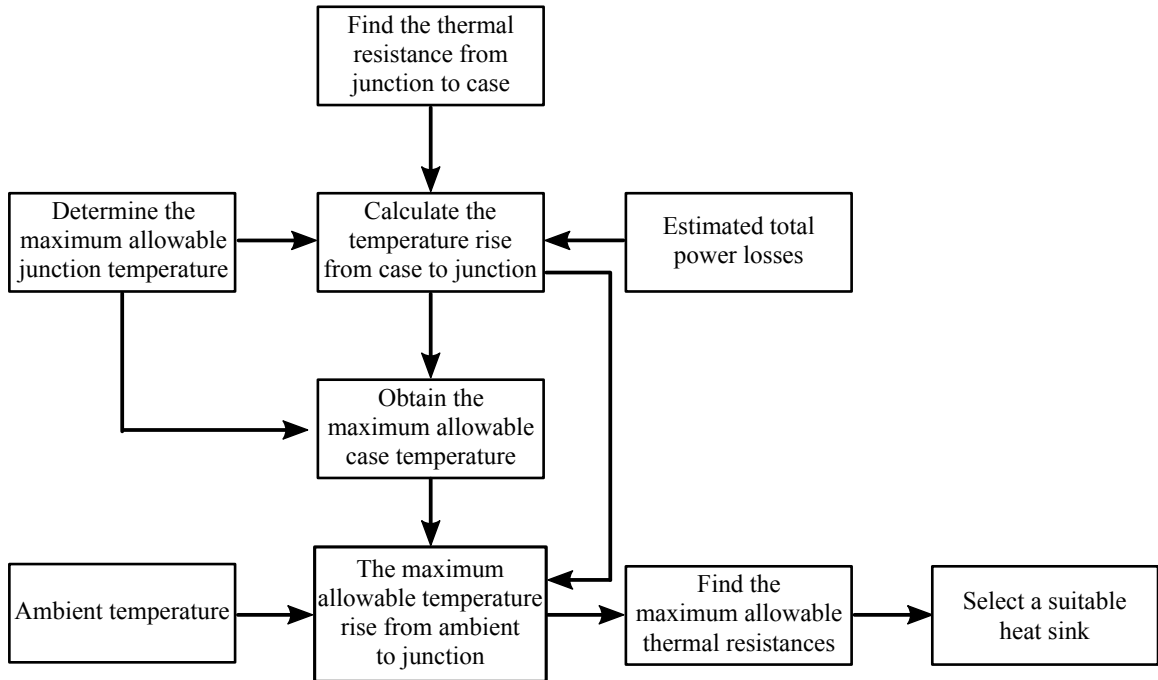 Find the thermal
resistance from
junction to case
Determine the
maximum allowable
junction temperature
Calculate the
temperature rise
from case to junction
Estimated total
power losses
Obtain the
maximum allowable
case temperature
Ambient temperature
The maximum
allowable temperature
rise from ambient
to junction
Find the
maximum allowable
thermal resistances
Select a suitable
heat sink